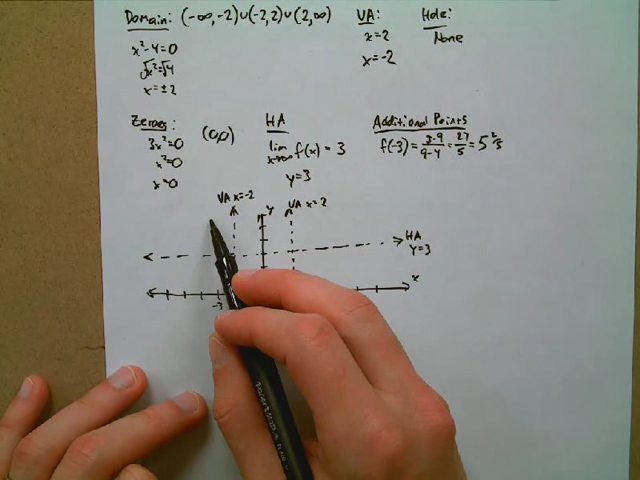 Domain: (-∞,-2)∪(-2,2)∪(2,∞)
x²-4=0
√x²=√4
x=±2
VA:
x=2
x=-2
Hole:
None
Zeroes:
3x²=0
x²=0
x=0
(0,0)
HA
lim f(x)=3
x→∞
y=3
Additional Points
f(-3)=3·9/9-4=27/5=5 2/5
VA x=-2
VA x=2
y
HA
y=3
x
-3